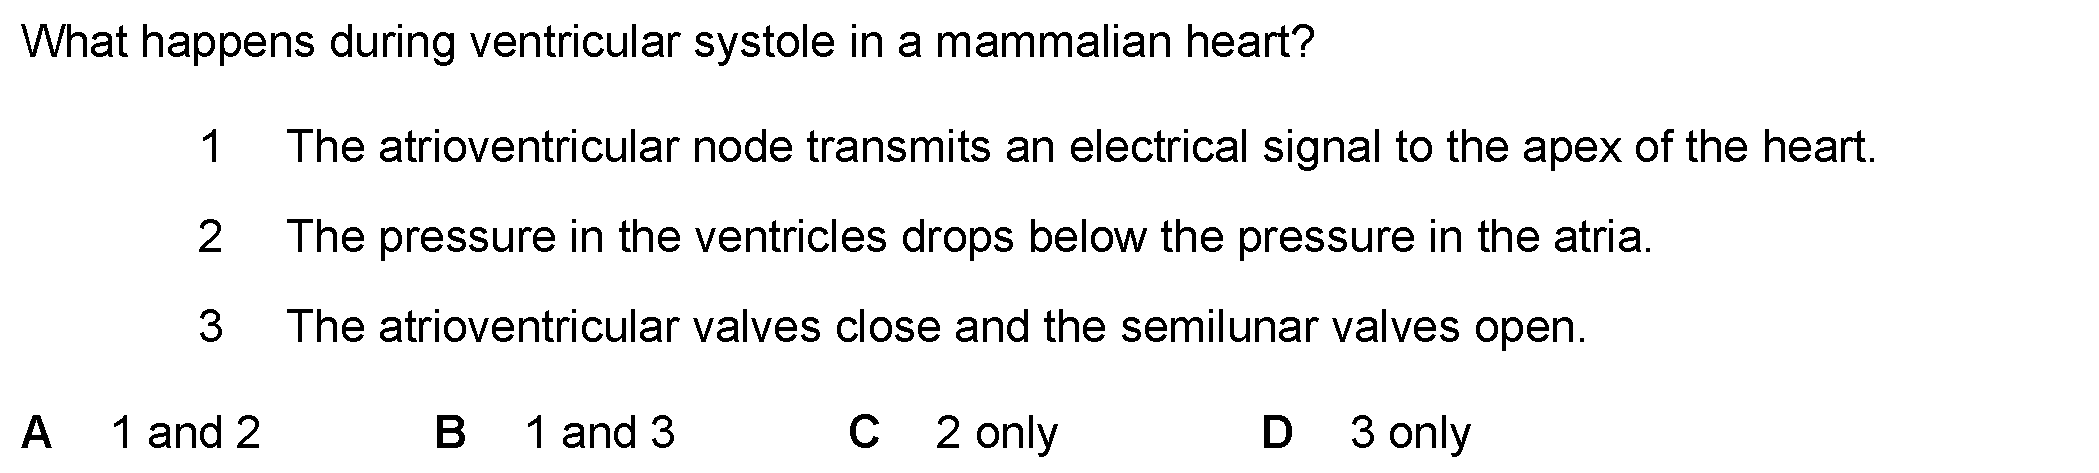 What happens during ventricular systole in a mammalian heart?
1 The atrioventricular node transmits an electrical signal to the apex of the heart.
2 The pressure in the ventricles drops below the pressure in the atria.
3 The atrioventricular valves close and the semilunar valves open.
A 1 and 2 B 1 and 3 C 2 only D 3 only